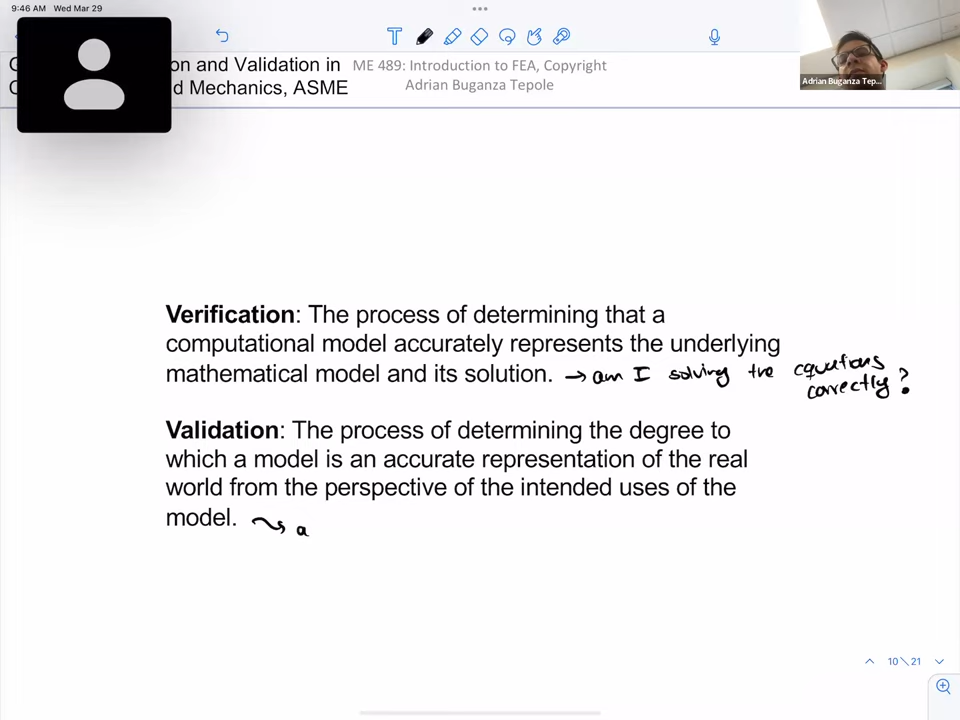 9:46 AM Wed Mar 29
on and Validation in
d Mechanics, ASME
ME 489: Introduction to FEA, Copyright
Adrian Buganza Tepole
Adrian Buganza Tep...
Verification: The process of determining that a
computational model accurately represents the underlying
mathematical model and its solution. → am I solving the equations
correctly?
Validation: The process of determining the degree to
which a model is an accurate representation of the real
world from the perspective of the intended uses of the
model. a
10\21